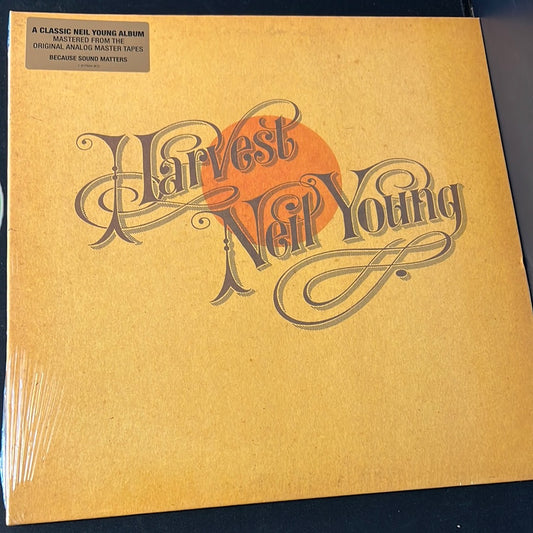 A CLASSIC NEIL YOUNG ALBUM
MASTERED FROM THE
ORIGINAL ANALOG MASTER TAPES
BECAUSE SOUND MATTERS
Harvest
Neil Young